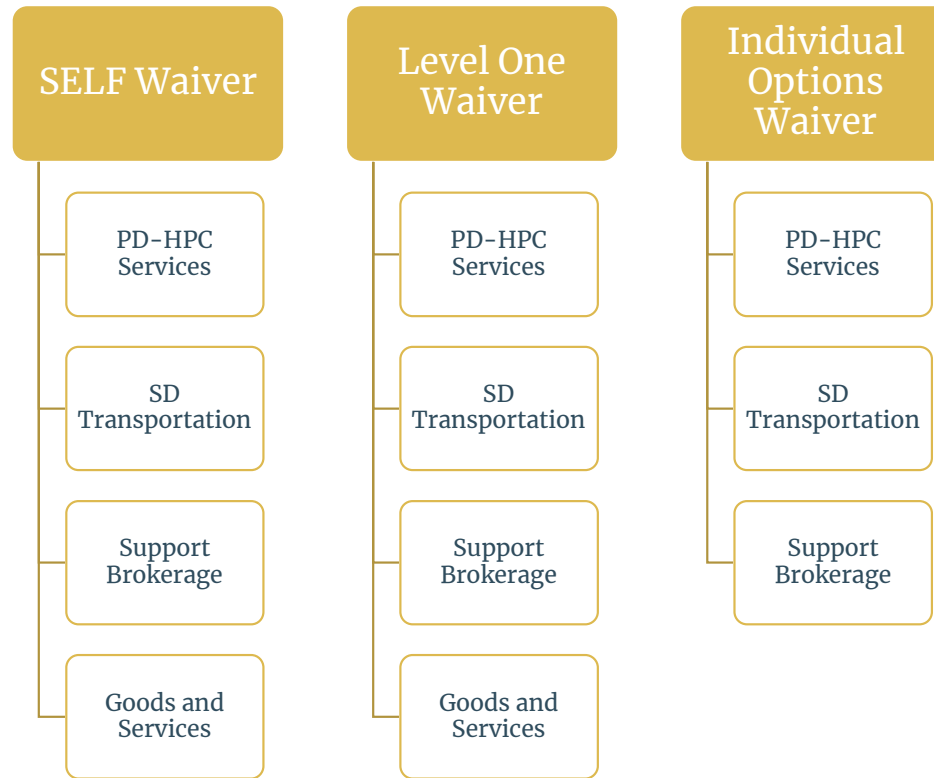 SELF Waiver
PD-HPC
Services
SD
Transportation
Support
Brokerage
Goods and
Services
Level One
Waiver
PD-HPC
Services
SD
Transportation
Support
Brokerage
Goods and
Services
Individual
Options
Waiver
PD-HPC
Services
SD
Transportation
Support
Brokerage